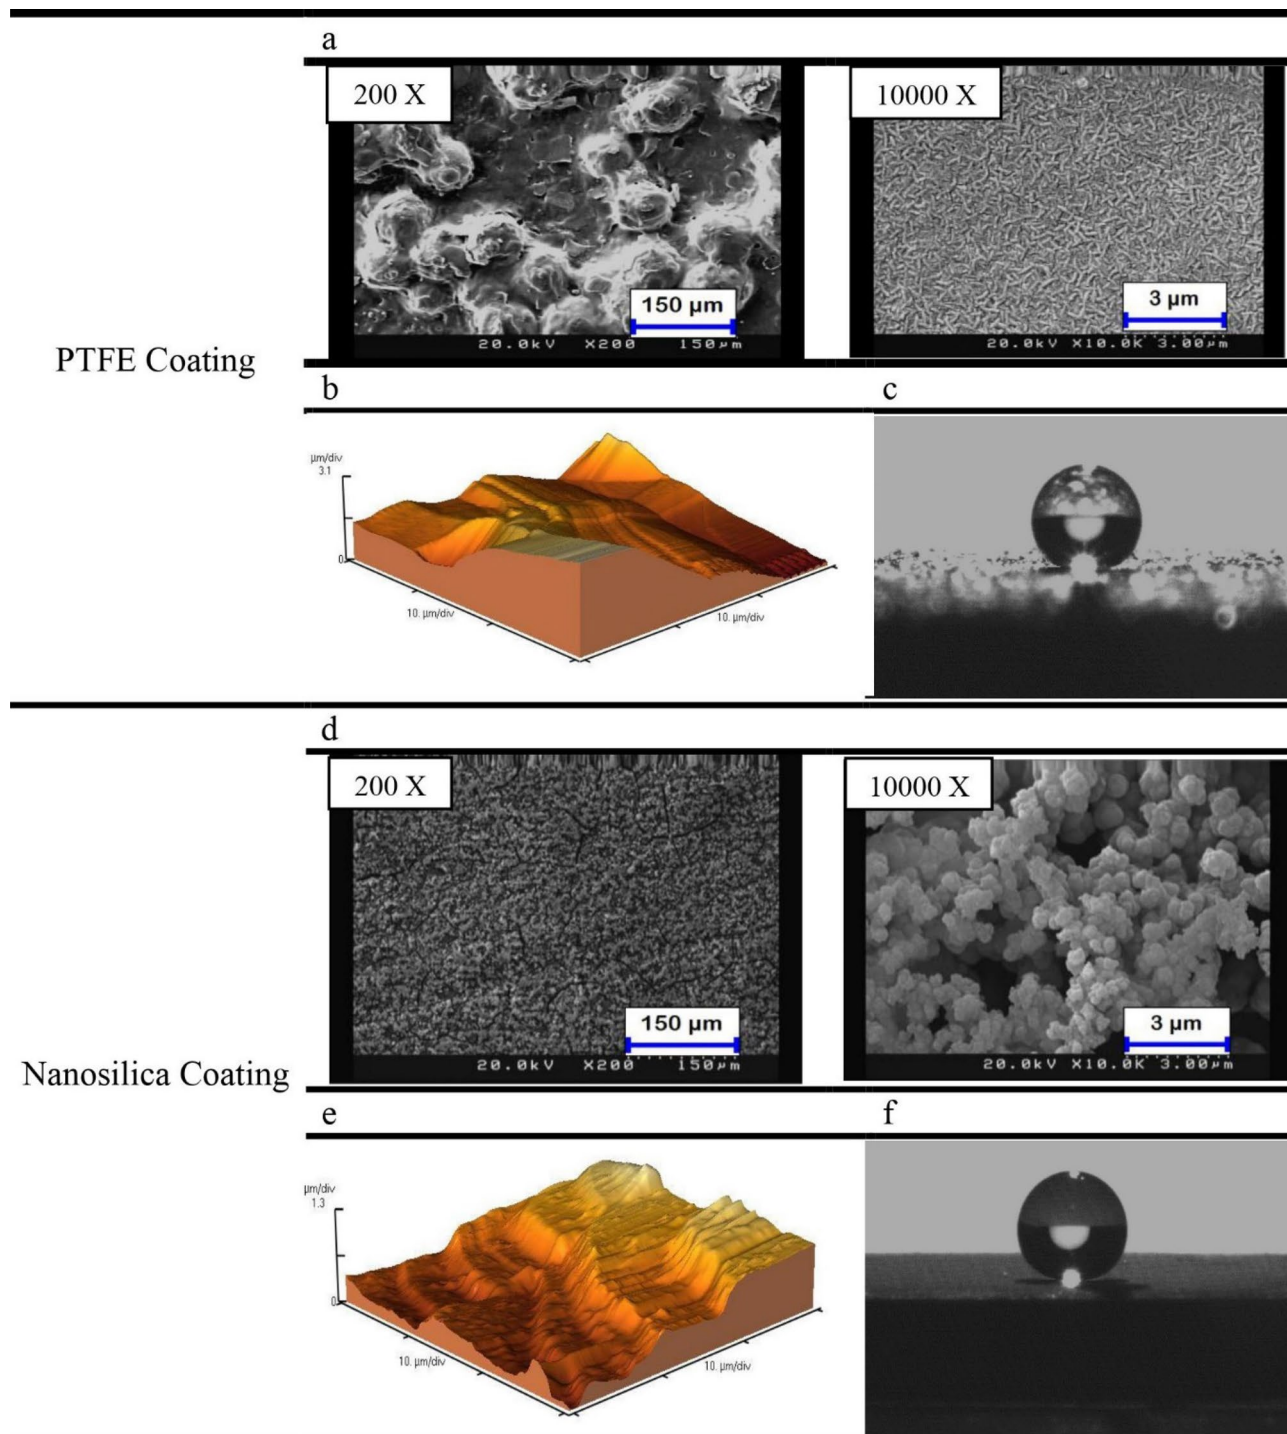 a
200 X
10000 X
150 µm
3 µm
20.0kV X200 150µm
20.0kV X10.0K 3.00µm
PTFE Coating
b
c
µm/div
3.1
0
10. µm/div
10. µm/div
d
200 X
10000 X
150 µm
3 µm
20.0kV X200 150µm
20.0kV X10.0K 3.00µm
Nanosilica Coating
e
f
µm/div
1.3
0
10. µm/div
10. µm/div